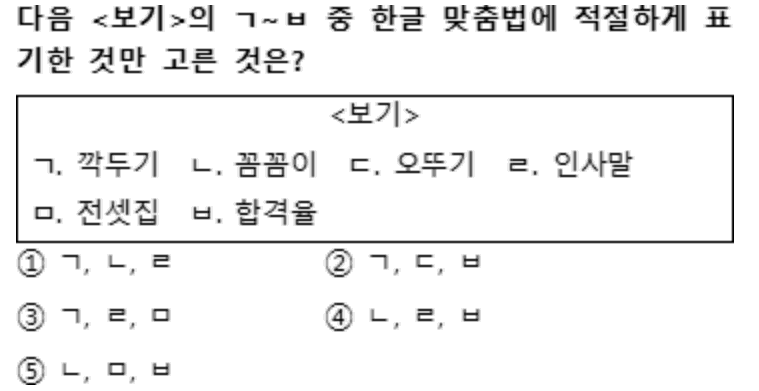 다음 <보기>의 ㄱ~ㅂ 중 한글 맞춤법에 적절하게 표
기한 것만 고른 것은?
<보기>
ㄱ. 깍두기 ㄴ. 꼼꼼이 ㄷ. 오뚜기 ㄹ. 인사말
ㅁ. 전셋집 ㅂ. 합격율
① ㄱ, ㄴ, ㄹ ② ㄱ, ㄷ, ㅂ
③ ㄱ, ㄹ, ㅁ ④ ㄴ, ㄹ, ㅂ
⑤ ㄴ, ㅁ, ㅂ